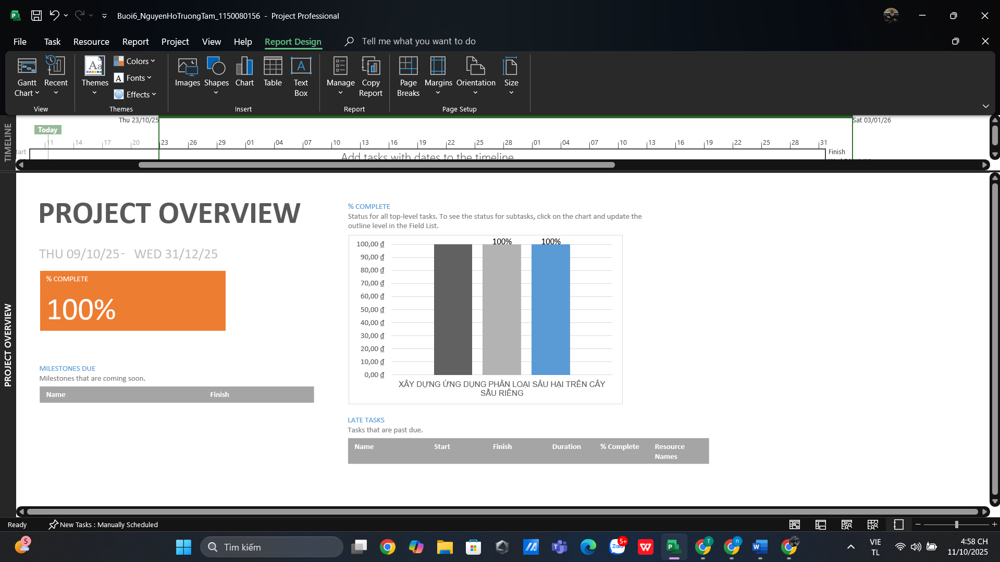 Buoi6_NguyenHoTruongTam_1150080156 - Project Professional
File Task Resource Report Project View Help Report Design Tell me what you want to do
Gantt Chart
Recent
View
Themes
Colors
Fonts
Effects
Themes
Images
Shapes
Chart
Table
Text Box
Insert
Manage
Copy Report
Report
Page Breaks
Margins
Orientation
Size
Page Setup
TIMELINE
Thu 23/10/25
Sat 03/01/26
Today
11 14 17 20 23 26 29 01 04 07 10 13 16 19 22 25 28 01 04 07 10 13 16 19 22 25 28 31
tart
Add tasks with dates to the timeline
Finish
PROJECT OVERVIEW
PROJECT OVERVIEW
THU 09/10/25 - WED 31/12/25
% COMPLETE
100%
MILESTONES DUE
Milestones that are coming soon.
Name Finish
% COMPLETE
Status for all top-level tasks. To see the status for subtasks, click on the chart and update the
outline level in the Field List.
100% 100%
100,00 ₫
90,00 ₫
80,00 ₫
70,00 ₫
60,00 ₫
50,00 ₫
40,00 ₫
30,00 ₫
20,00 ₫
10,00 ₫
0,00 ₫
XÂY DỰNG ỨNG DỤNG PHÂN LOẠI SÂU HẠI TRÊN CÂY
SẦU RIÊNG
LATE TASKS
Tasks that are past due.
Name Start Finish Duration % Complete Resource
Names
Ready New Tasks : Manually Scheduled
5
Tìm kiếm
Zalo
5+
T
n
VIE
TL
4:58 CH
11/10/2025